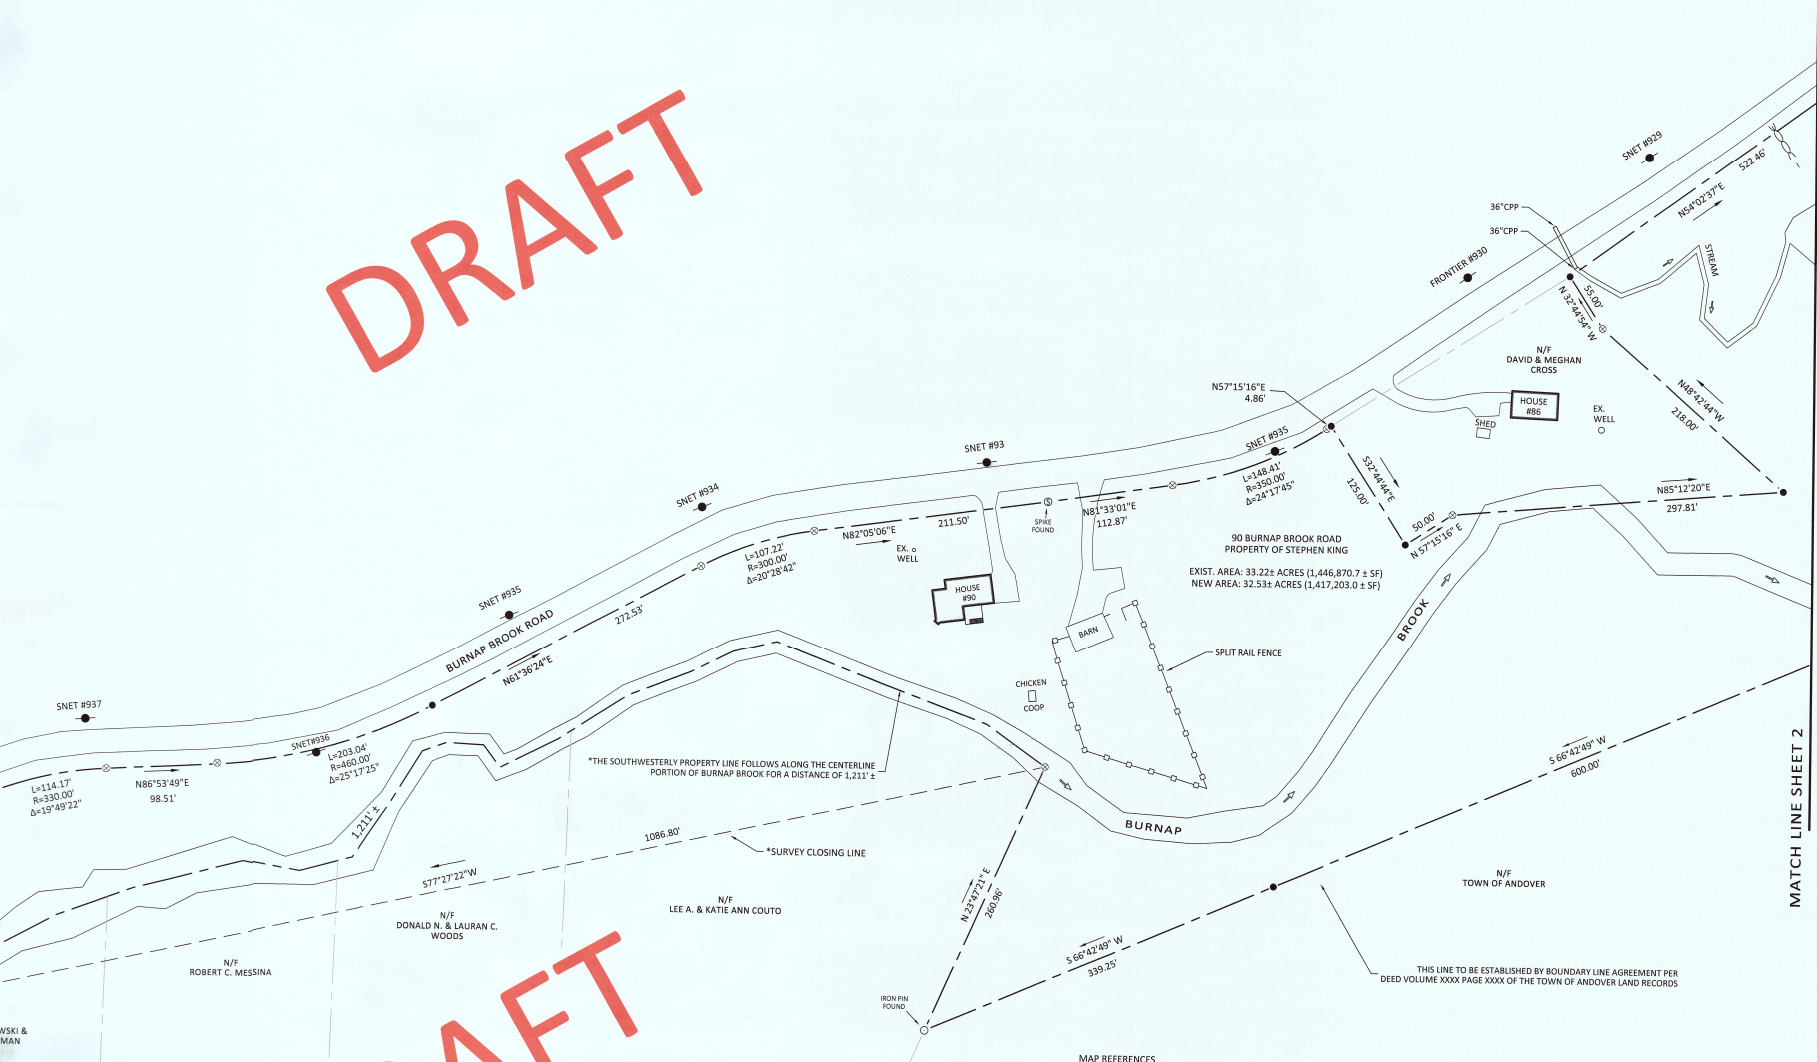 DRAFT
SNET #929
522.46'
N54°02'37"E
36"CPP
36"CPP
STREAM
FRONTIER #930
55.00'
N 32°44'54" W
N/F
DAVID & MEGHAN
CROSS
N57°15'16"E
4.86'
HOUSE
#86
EX.
WELL
SHED
N48°42'44"W
218.00'
SNET #93
SNET #935
L=148.41'
R=350.00'
Δ=24°17'45"
S32°44'44"E
125.00'
N85°12'20"E
297.81'
50.00'
N 57°15'16" E
SNET #934
N81°33'01"E
112.87'
SPIKE
FOUND
211.50'
N82°05'06"E
EX.
WELL
L=107.22'
R=300.00'
Δ=20°28'42"
90 BURNAP BROOK ROAD
PROPERTY OF STEPHEN KING
EXIST. AREA: 33.22± ACRES (1,446,870.7 ± SF)
NEW AREA: 32.53± ACRES (1,417,203.0 ± SF)
HOUSE
#90
SNET #935
BURNAP BROOK ROAD
272.53'
N61°36'24"E
BARN
BROOK
SPLIT RAIL FENCE
CHICKEN
COOP
SNET #937
SNET#936
L=203.04'
R=460.00'
Δ=25°17'25"
L=114.17'
R=330.00'
Δ=19°49'22"
N86°53'49"E
98.51'
*THE SOUTHWESTERLY PROPERTY LINE FOLLOWS ALONG THE CENTERLINE
PORTION OF BURNAP BROOK FOR A DISTANCE OF 1,211' ±
S 66°42'49" W
600.00'
MATCH LINE SHEET 2
1,211' ±
1086.80'
*SURVEY CLOSING LINE
BURNAP
S77°27'22"W
N 23°47'21" E
260.96'
N/F
TOWN OF ANDOVER
N/F
LEE A. & KATIE ANN COUTO
N/F
DONALD N. & LAURAN C.
WOODS
N/F
ROBERT C. MESSINA
S 66°42'49" W
339.25'
THIS LINE TO BE ESTABLISHED BY BOUNDARY LINE AGREEMENT PER
DEED VOLUME XXXX PAGE XXXX OF THE TOWN OF ANDOVER LAND RECORDS
IRON PIN
FOUND
WSKI &
MAN
AFT
MAP REFERENCES